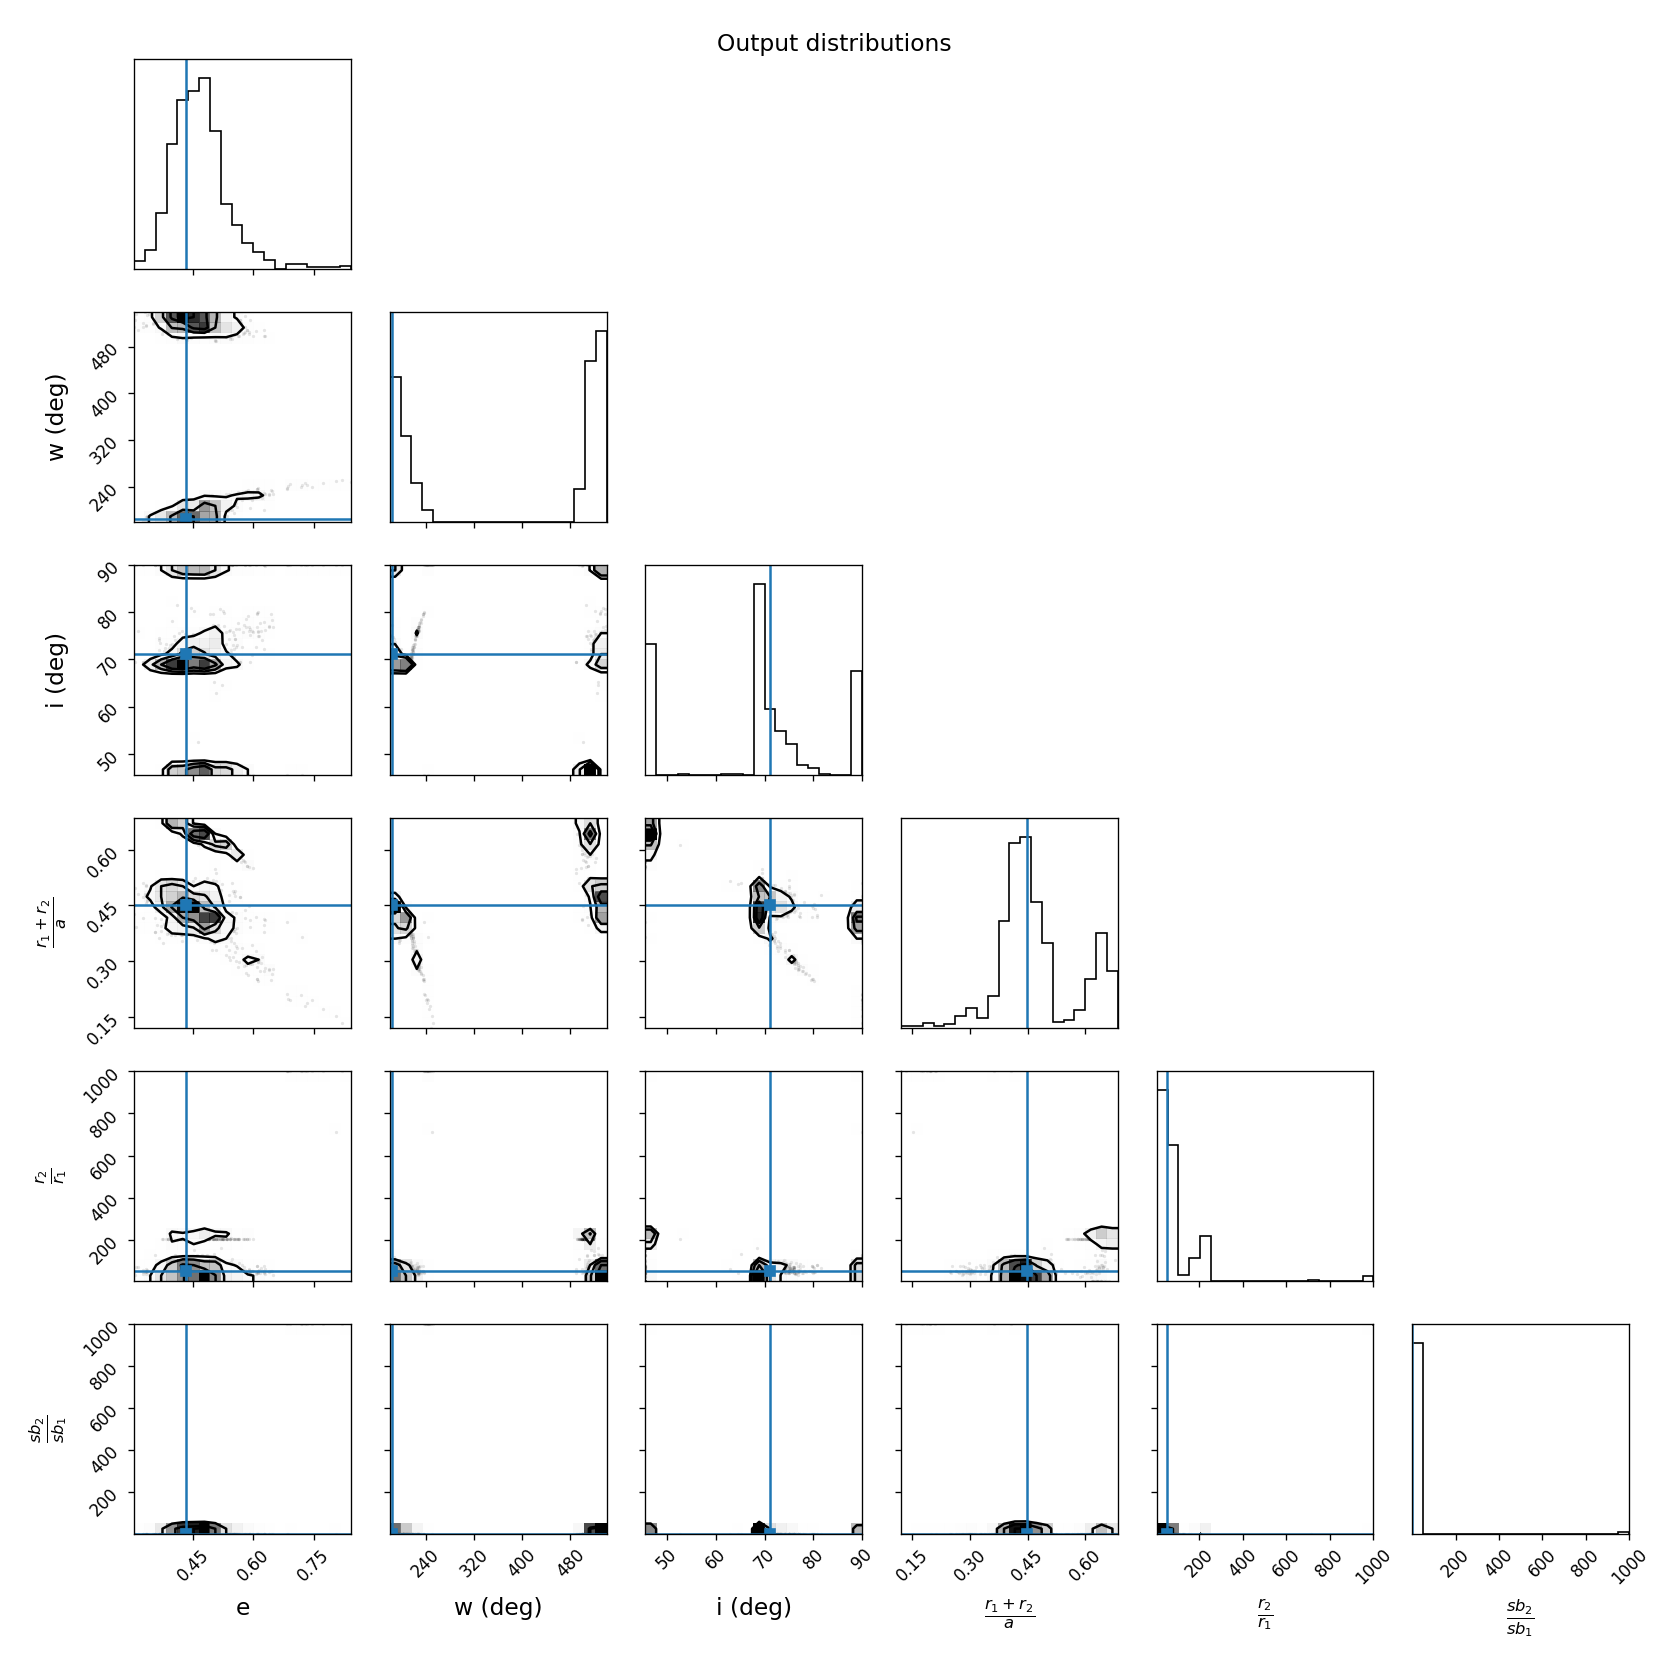 Output distributions
w (deg)
480
400
320
240
i (deg)
90
80
70
60
50
r₁ + r₂
a
0.60
0.45
0.30
0.15
r₂
r₁
1000
800
600
400
200
sb₂
sb₁
1000
800
600
400
200
0.45 0.60 0.75
240 320 400 480
50 60 70 80 90
0.15 0.30 0.45 0.60
200 400 600 800 1000
200 400 600 800 1000
e
w (deg)
i (deg)
r₁ + r₂
a
r₂
r₁
sb₂
sb₁